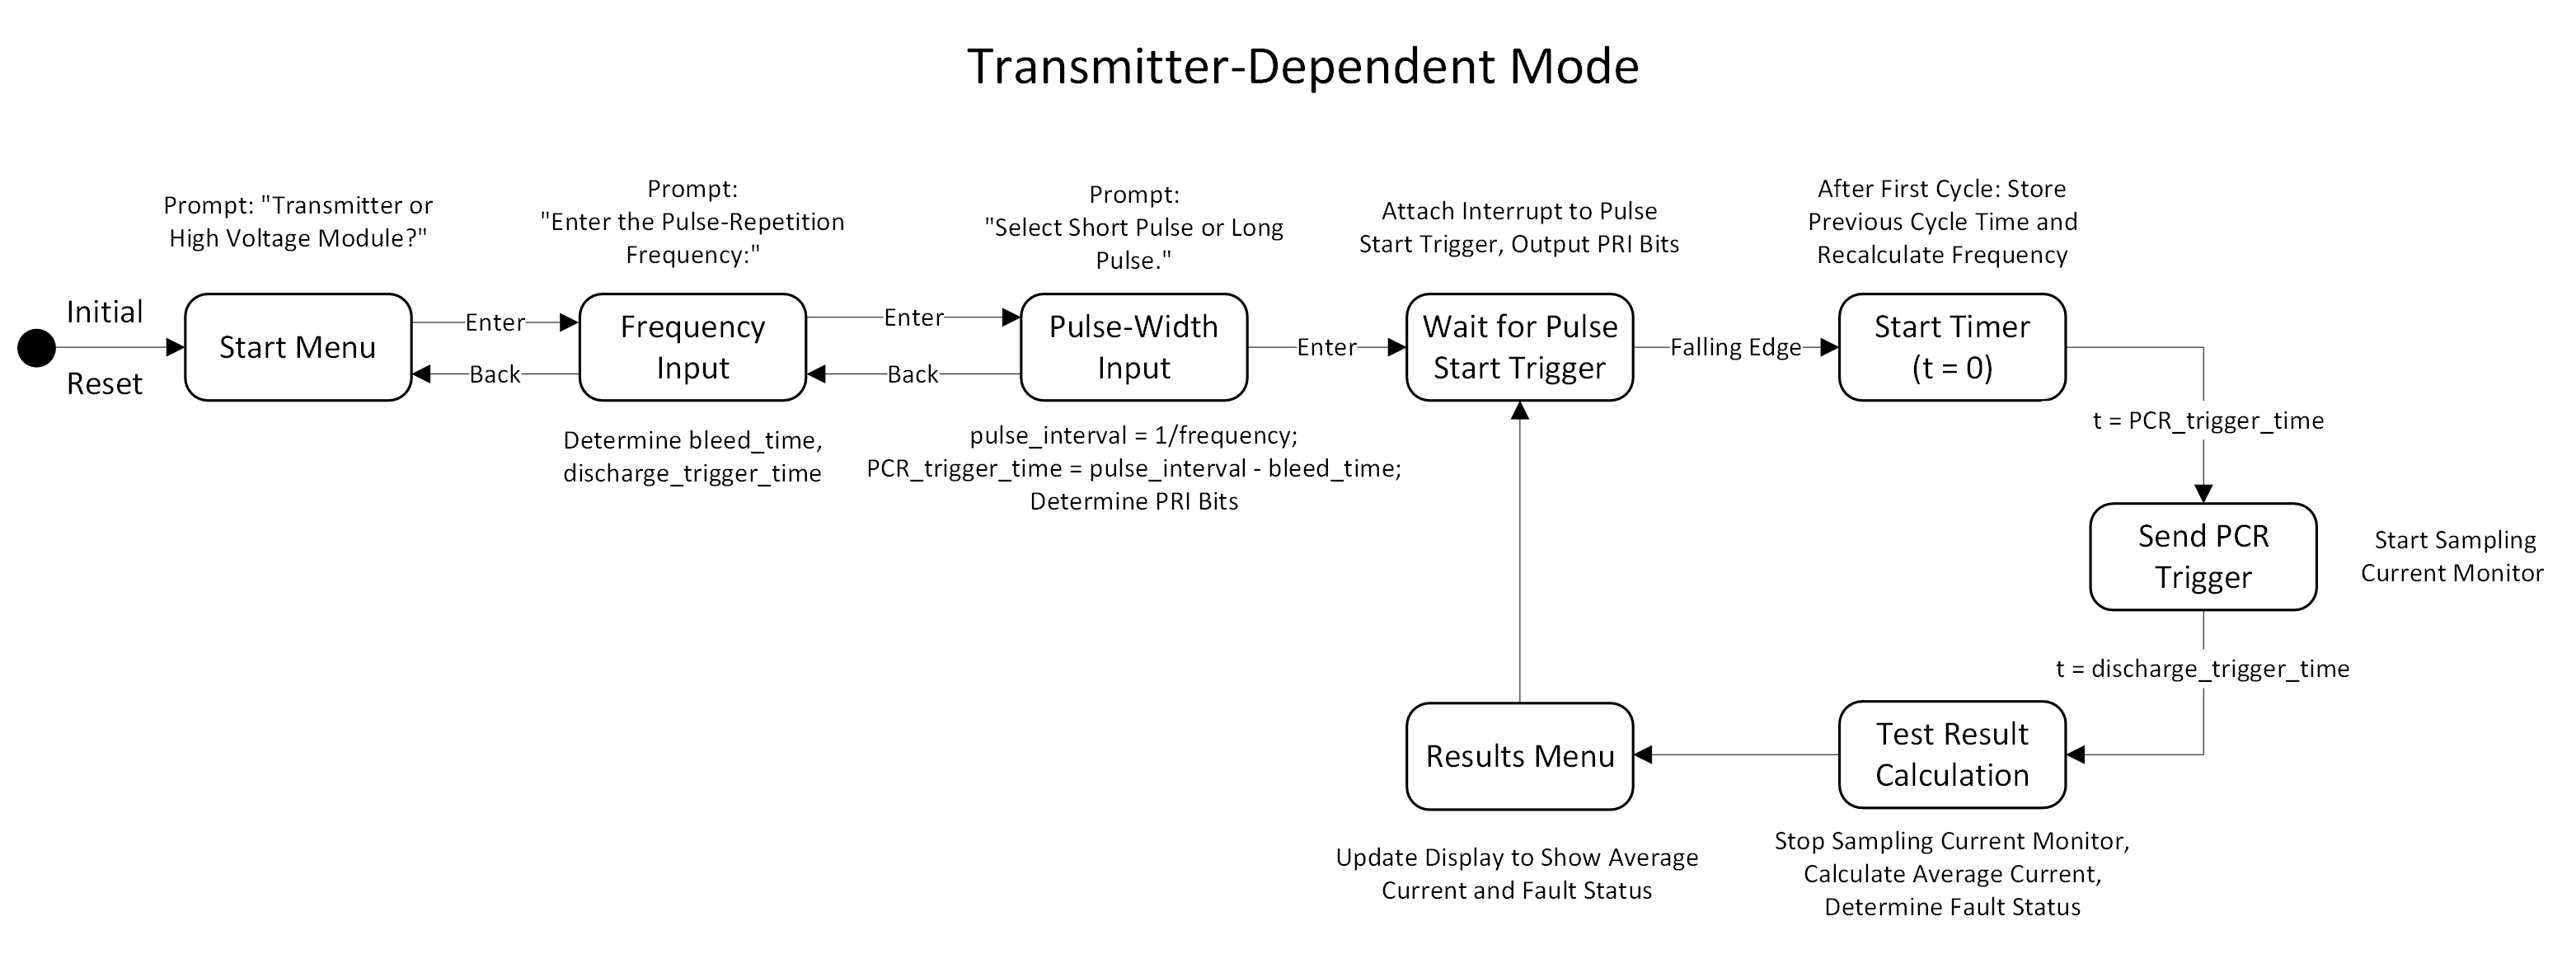 Transmitter-Dependent Mode
Prompt: "Transmitter or
High Voltage Module?"
Prompt:
"Enter the Pulse-Repetition
Frequency:"
Prompt:
"Select Short Pulse or Long
Pulse."
Attach Interrupt to Pulse
Start Trigger, Output PRI Bits
After First Cycle: Store
Previous Cycle Time and
Recalculate Frequency
Initial
Reset
Start Menu
Enter
Back
Frequency
Input
Enter
Back
Pulse-Width
Input
Enter
Wait for Pulse
Start Trigger
Falling Edge
Start Timer
(t = 0)
Determine bleed_time,
discharge_trigger_time
pulse_interval = 1/frequency;
PCR_trigger_time = pulse_interval - bleed_time;
Determine PRI Bits
t = PCR_trigger_time
Send PCR
Trigger
Start Sampling
Current Monitor
t = discharge_trigger_time
Test Result
Calculation
Results Menu
Stop Sampling Current Monitor,
Calculate Average Current,
Determine Fault Status
Update Display to Show Average
Current and Fault Status